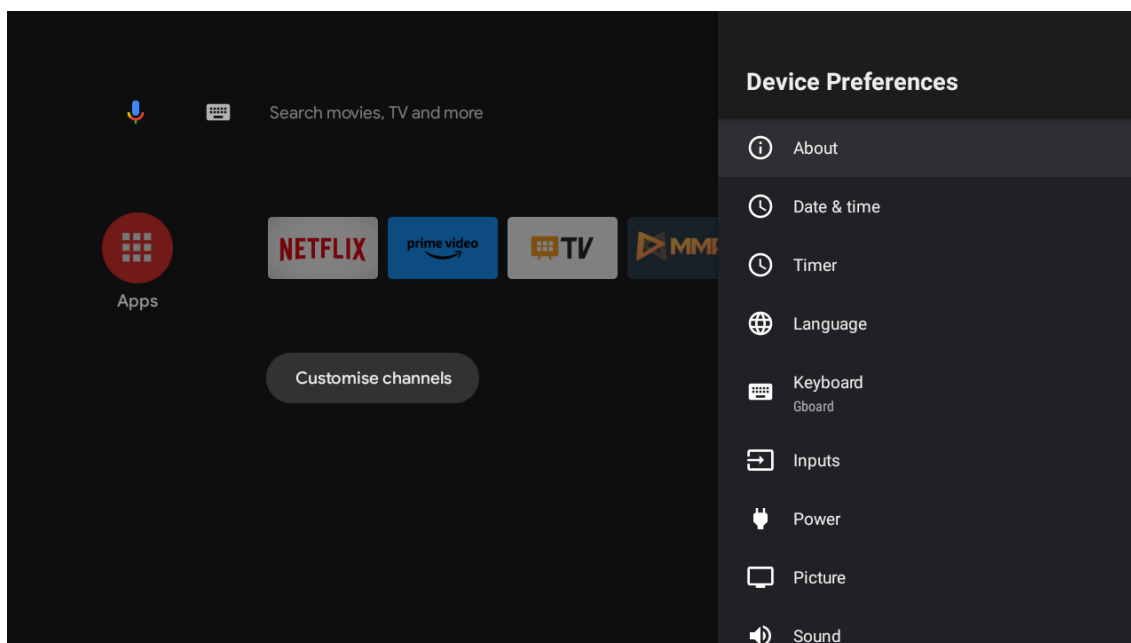 Search movies, TV and more
Apps
NETFLIX
prime video
TV
Customise channels
Device Preferences
About
Date & time
Timer
Language
Keyboard
Gboard
Inputs
Power
Picture
Sound